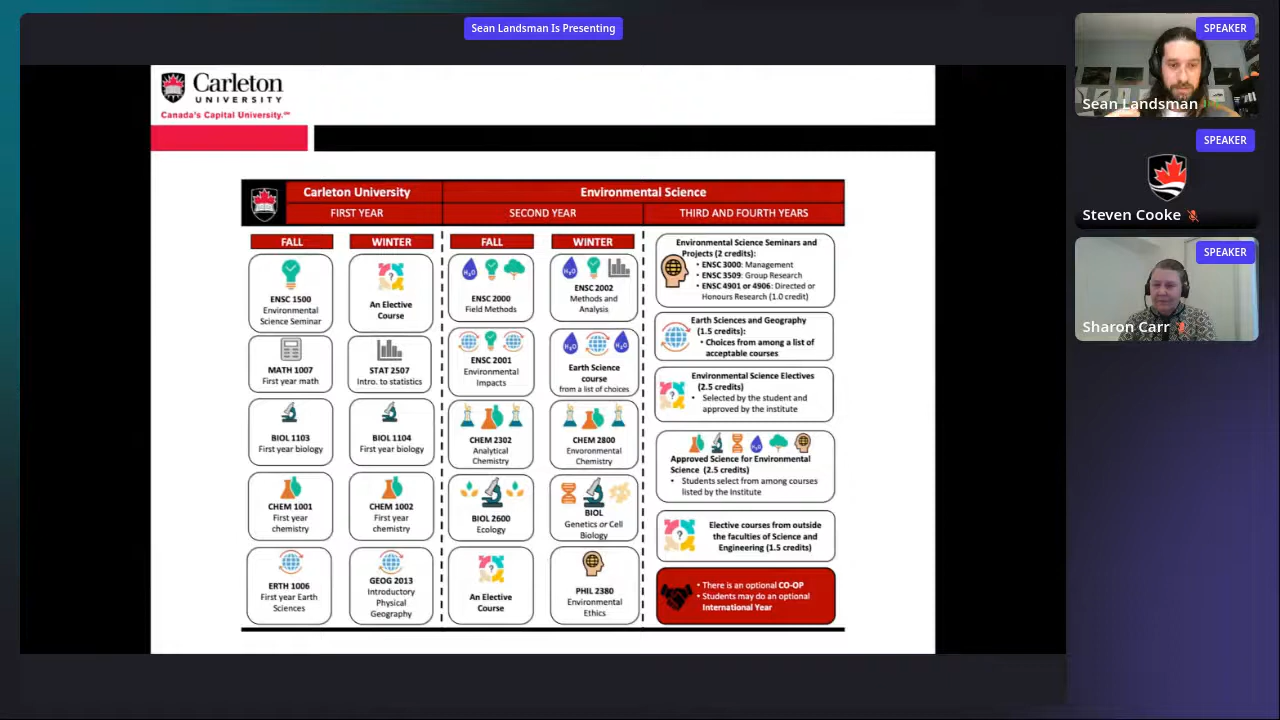 Sean Landsman Is Presenting
Carleton
UNIVERSITY
Canada's Capital University.
Carleton University
Environmental Science
FIRST YEAR
SECOND YEAR
THIRD AND FOURTH YEARS
FALL
WINTER
FALL
WINTER
ENSC 1500
Environmental
Science Seminar
?
An Elective
Course
H₂O
ENSC 2000
Field Methods
H₂O
ENSC 2002
Methods and
Analysis
MATH 1007
First year math
STAT 2507
Intro. to statistics
ENSC 2001
Environmental
Impacts
H₂O
H₂O
Earth Science
course
from a list of choices
BIOL 1103
First year biology
BIOL 1104
First year biology
CHEM 2302
Analytical
Chemistry
CHEM 2800
Envoronmental
Chemistry
CHEM 1001
First year
chemistry
CHEM 1002
First year
chemistry
BIOL 2600
Ecology
BIOL
Genetics or Cell
Biology
ERTH 1006
First year Earth
Sciences
GEOG 2013
Introductory
Physical
Geography
?
An Elective
Course
PHIL 2380
Environmental
Ethics
Environmental Science Seminars and
Projects (2 credits):
• ENSC 3000: Management
• ENSC 3509: Group Research
• ENSC 4901 or 4906: Directed or
Honours Research (1.0 credit)
Earth Sciences and Geography
(1.5 credits):
• Choices from among a list of
acceptable courses
?
Environmental Science Electives
(2.5 credits)
• Selected by the student and
approved by the institute
H₂O
Approved Science for Environmental
Science (2.5 credits)
• Students select from among courses
listed by the Institute
?
Elective courses from outside
the faculties of Science and
Engineering (1.5 credits)
• There is an optional CO-OP
• Students may do an optional
International Year
SPEAKER
Sean Landsman
SPEAKER
Steven Cooke
SPEAKER
Sharon Carr